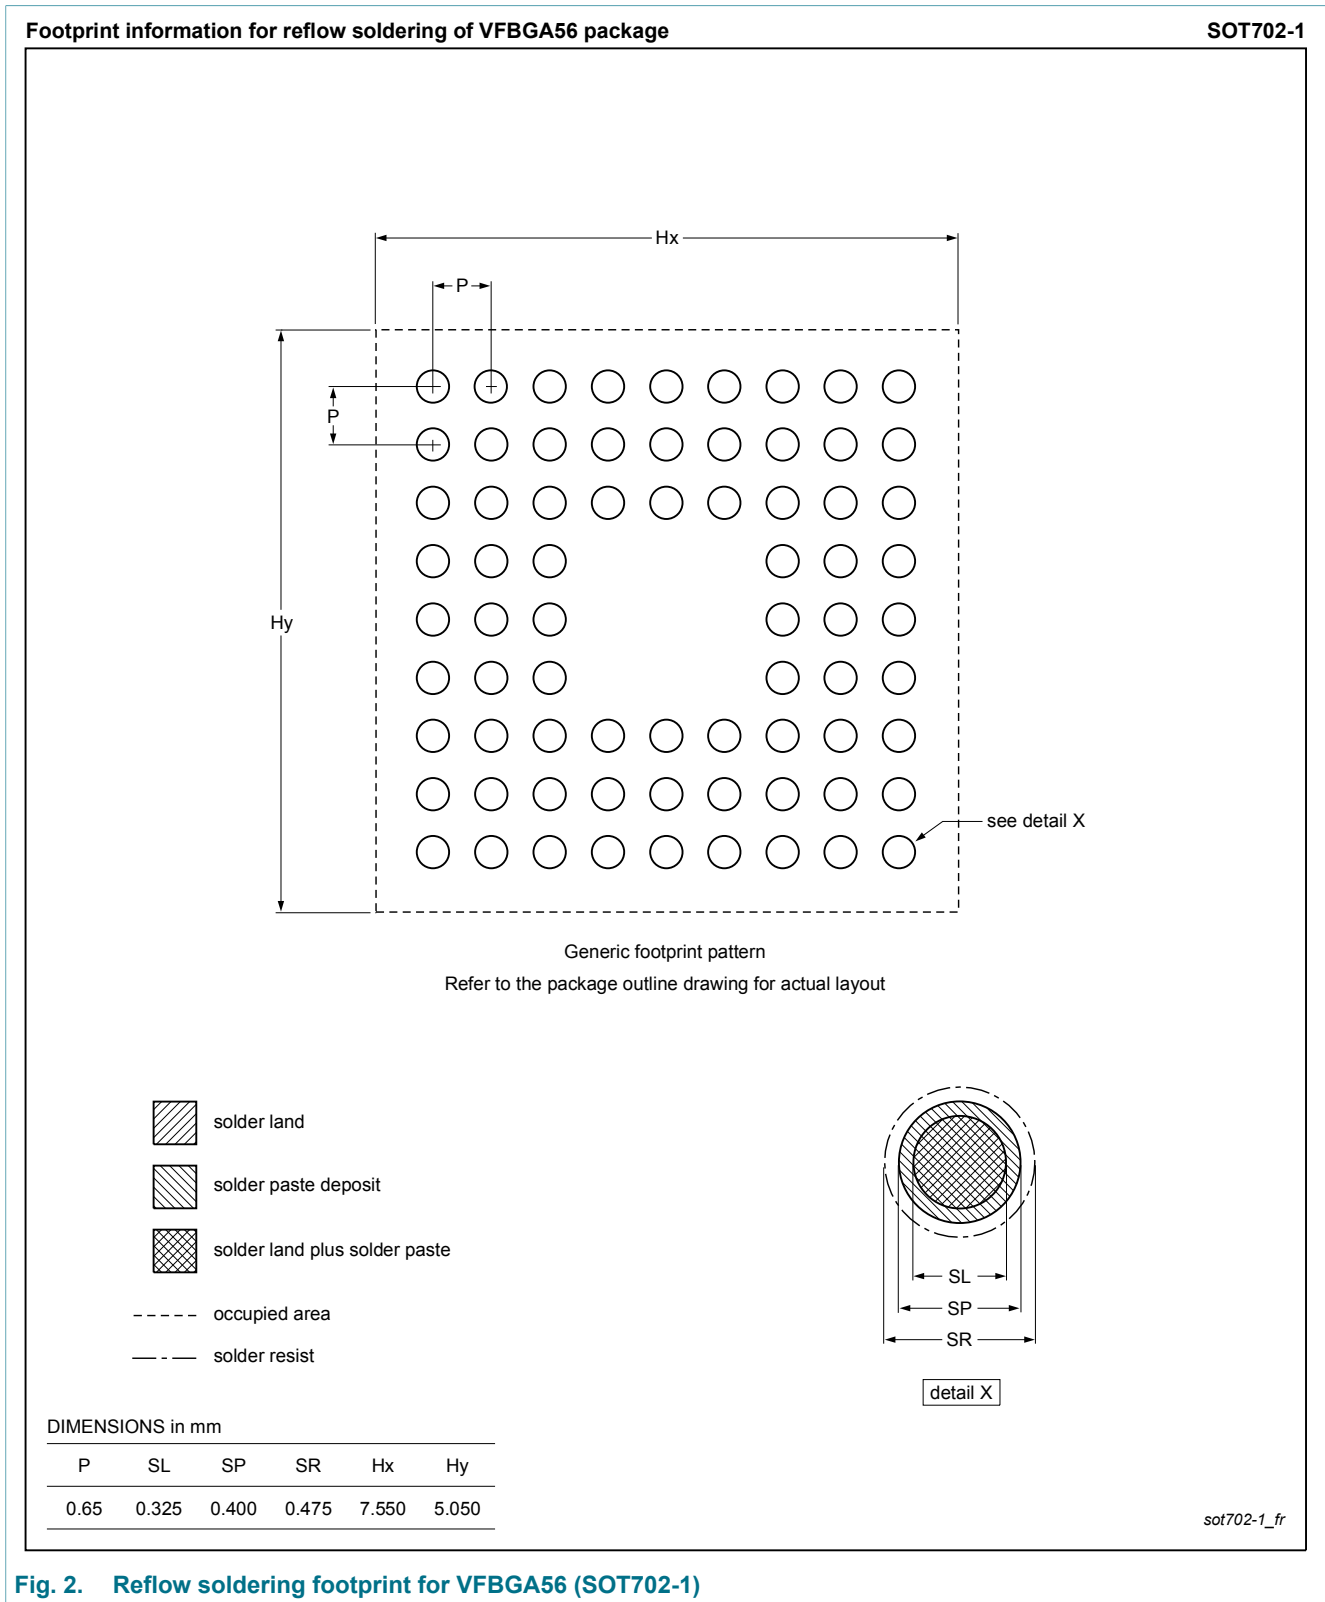 Footprint information for reflow soldering of VFBGA56 package SOT702-1
Hx
P
P
Hy
see detail X
Generic footprint pattern
Refer to the package outline drawing for actual layout
solder land
solder paste deposit
solder land plus solder paste
occupied area
solder resist
SL
SP
SR
detail X
DIMENSIONS in mm
P SL SP SR Hx Hy
0.65 0.325 0.400 0.475 7.550 5.050
sot702-1_fr
Fig. 2. Reflow soldering footprint for VFBGA56 (SOT702-1)